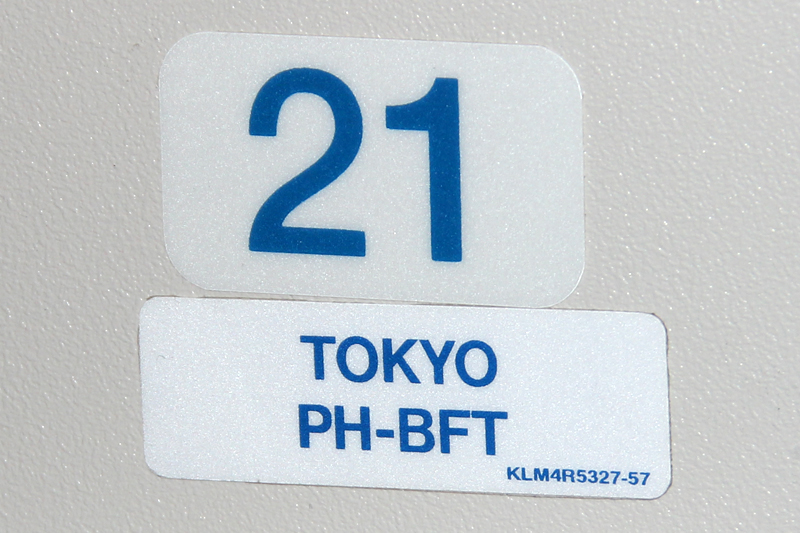 21
TOKYO
PH-BFT
KLM4R5327-57